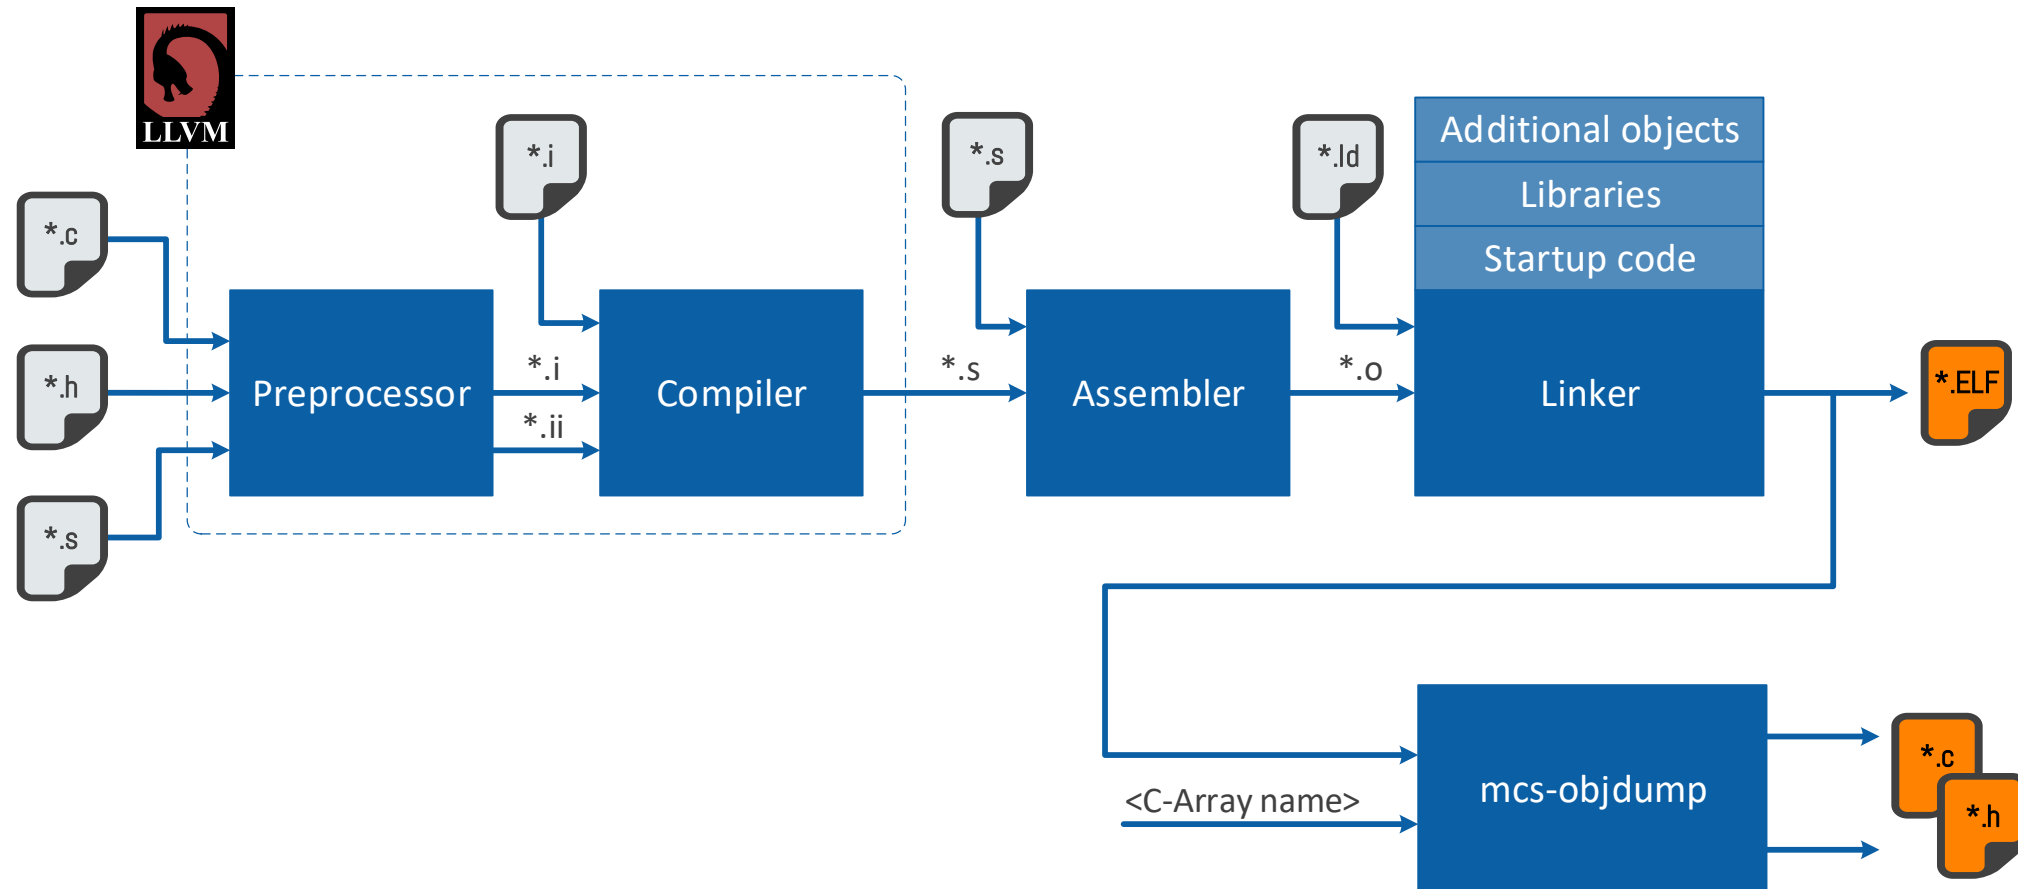 LLVM
*.c
*.h
*.s
Preprocessor
*.i
*.i
*.ii
Compiler
*.s
*.s
Assembler
*.ld
*.o
Additional objects
Libraries
Startup code
Linker
*.ELF
<C-Array name>
mcs-objdump
*.c
*.h